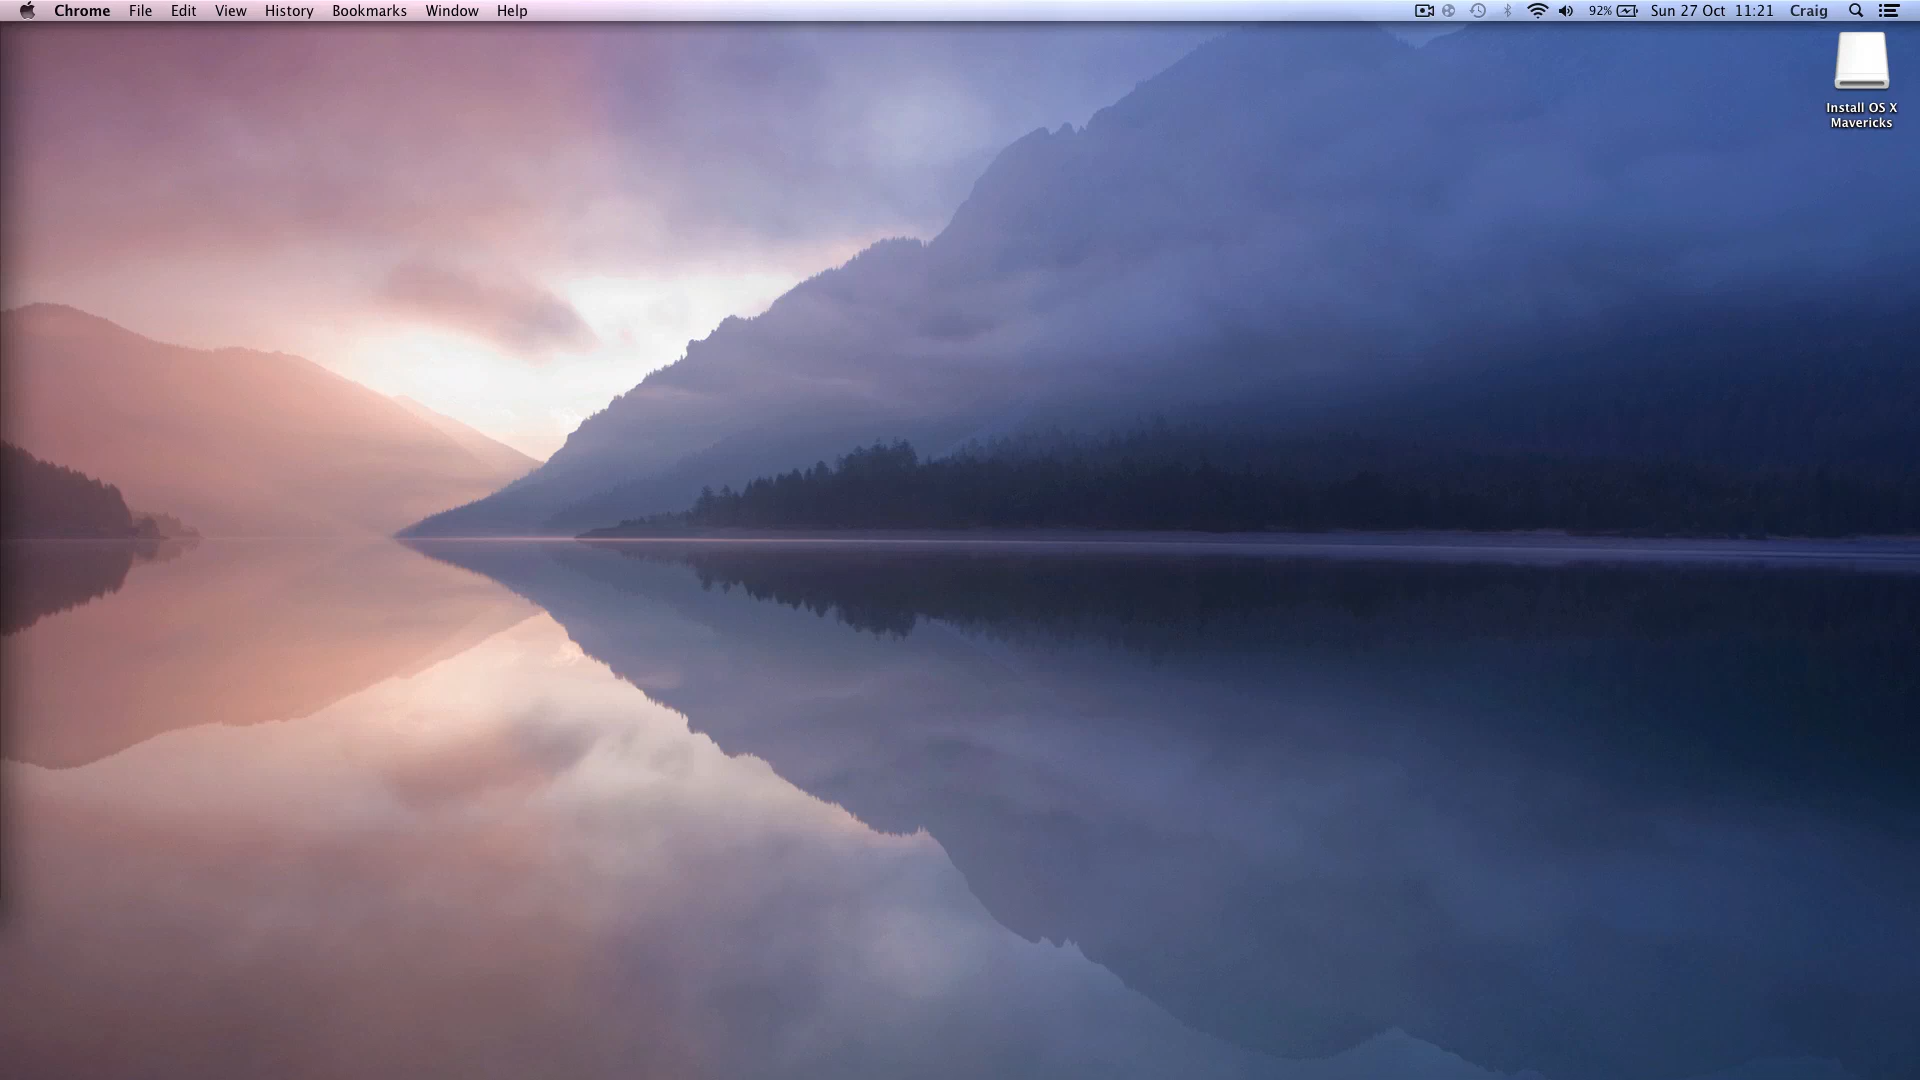 Chrome File Edit View History Bookmarks Window Help 92% Sun 27 Oct 11:21 Craig
Install OS X
Mavericks